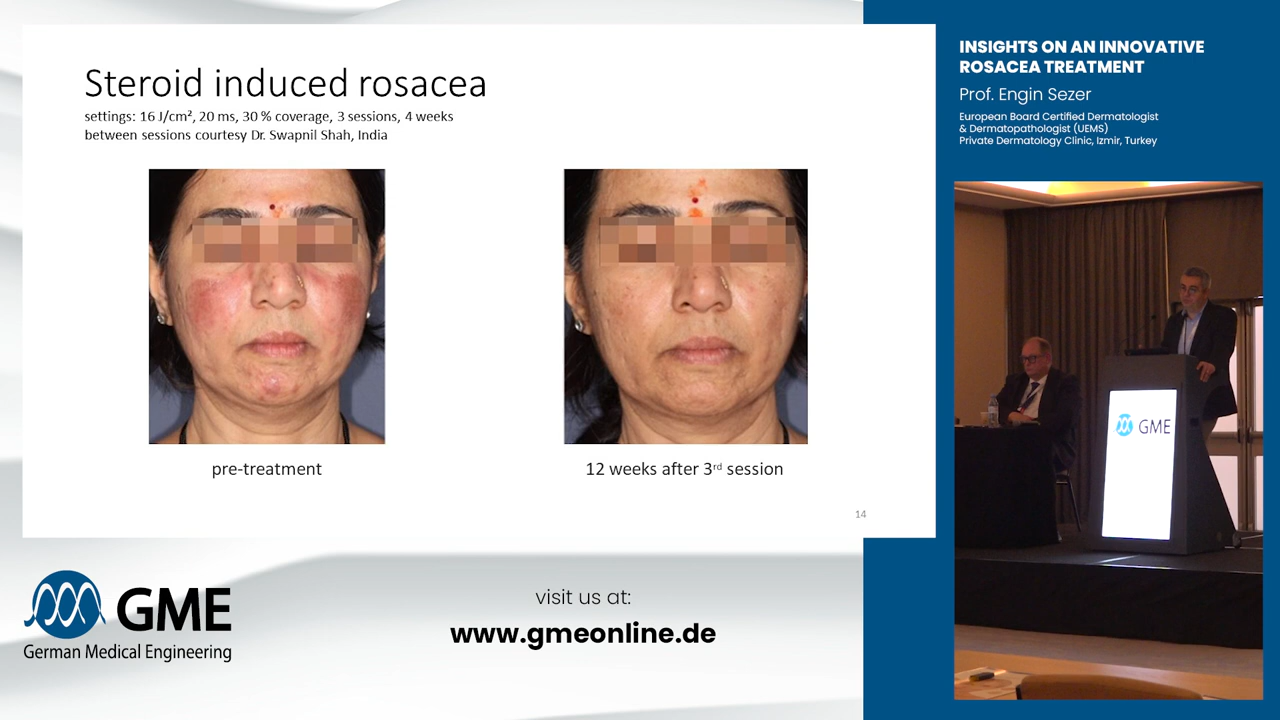 Steroid induced rosacea
settings: 16 J/cm², 20 ms, 30 % coverage, 3 sessions, 4 weeks
between sessions courtesy Dr. Swapnil Shah, India
pre-treatment
12 weeks after 3rd session
14
INSIGHTS ON AN INNOVATIVE
ROSACEA TREATMENT
Prof. Engin Sezer
European Board Certified Dermatologist
& Dermatopathologist (UEMS)
Private Dermatology Clinic, Izmir, Turkey
GME
GME
German Medical Engineering
visit us at:
www.gmeonline.de